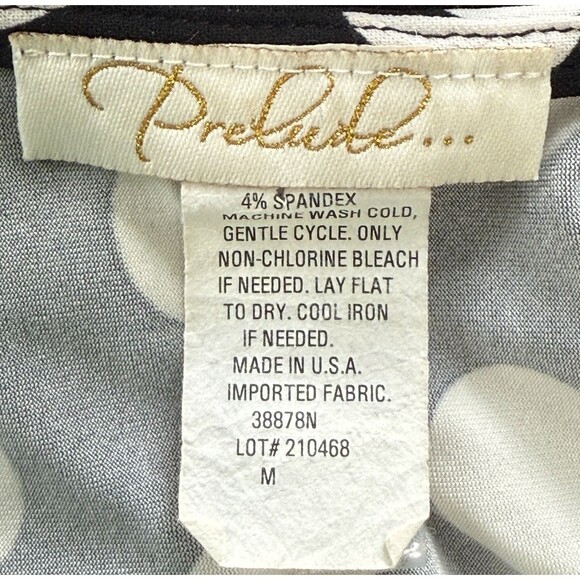 Prelude...
4% SPANDEX
MACHINE WASH COLD,
GENTLE CYCLE. ONLY
NON-CHLORINE BLEACH
IF NEEDED. LAY FLAT
TO DRY. COOL IRON
IF NEEDED.
MADE IN U.S.A.
IMPORTED FABRIC.
38878N
LOT# 210468
M